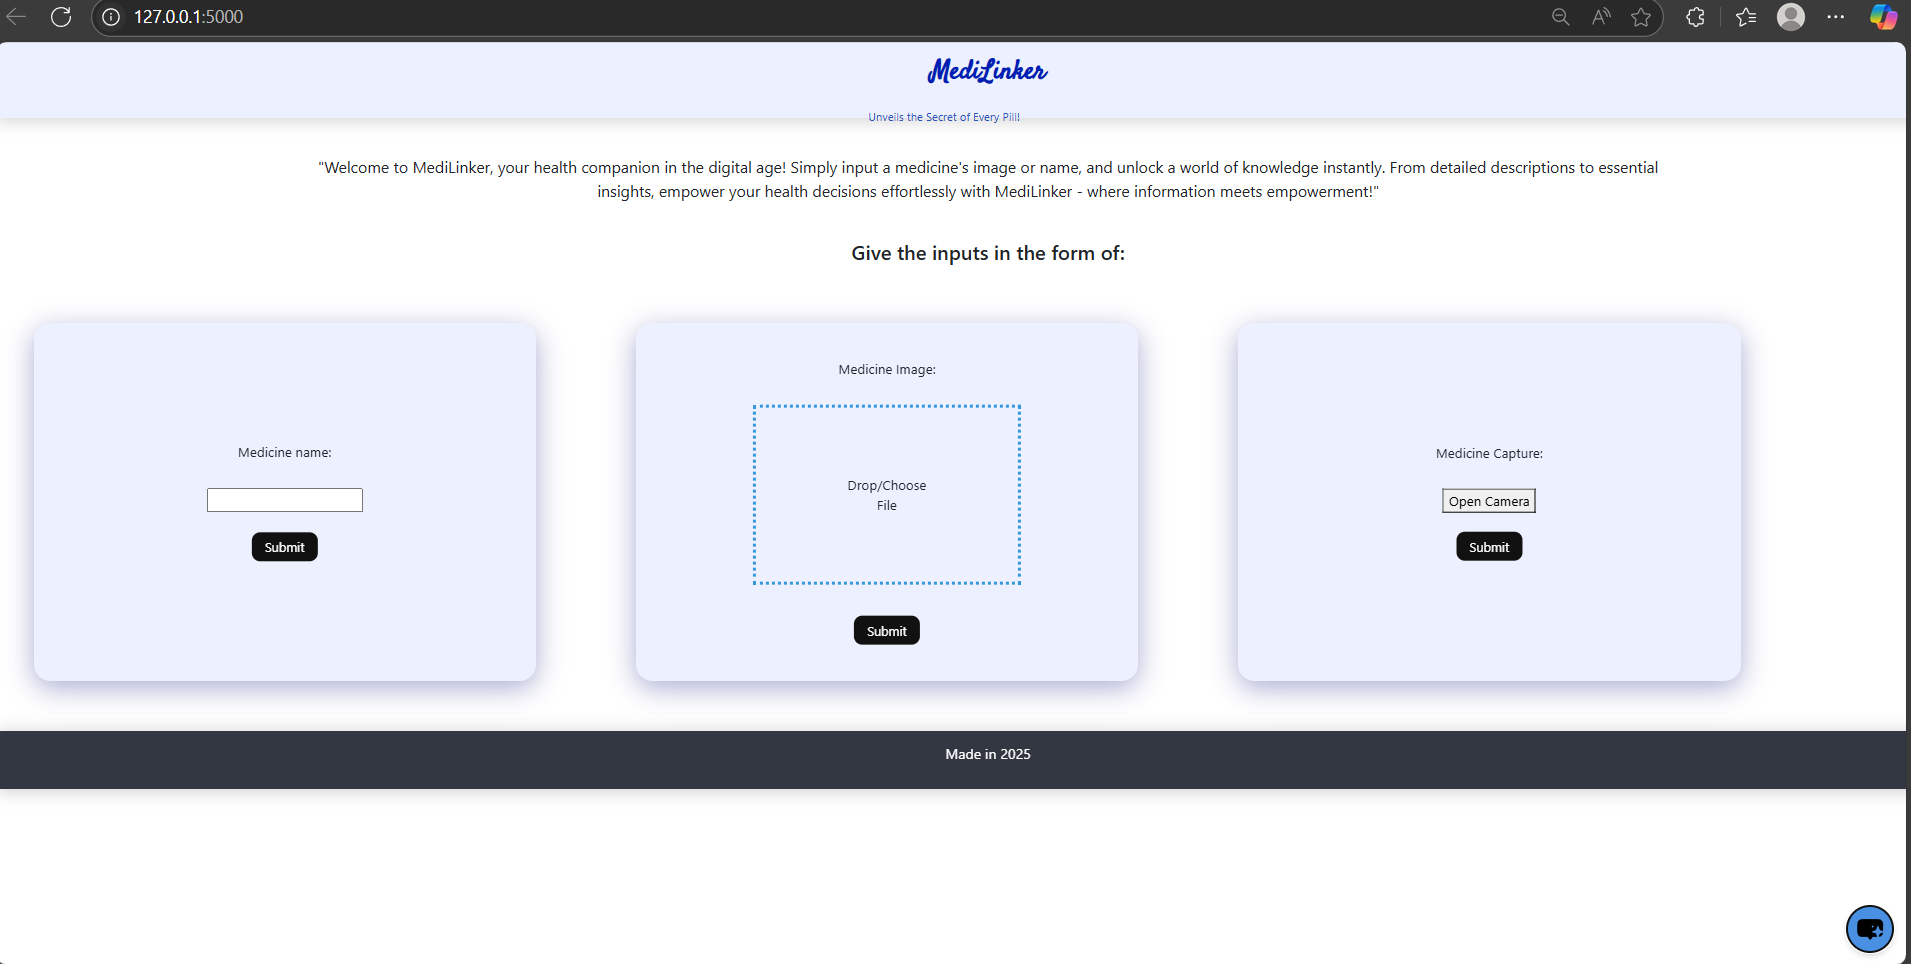 127.0.0.1:5000
MediLinker
Unveils the Secret of Every Pill!
"Welcome to MediLinker, your health companion in the digital age! Simply input a medicine's image or name, and unlock a world of knowledge instantly. From detailed descriptions to essential
insights, empower your health decisions effortlessly with MediLinker - where information meets empowerment!"
Give the inputs in the form of:
Medicine name:
Submit
Medicine Image:
Drop/Choose
File
Submit
Medicine Capture:
Open Camera
Submit
Made in 2025